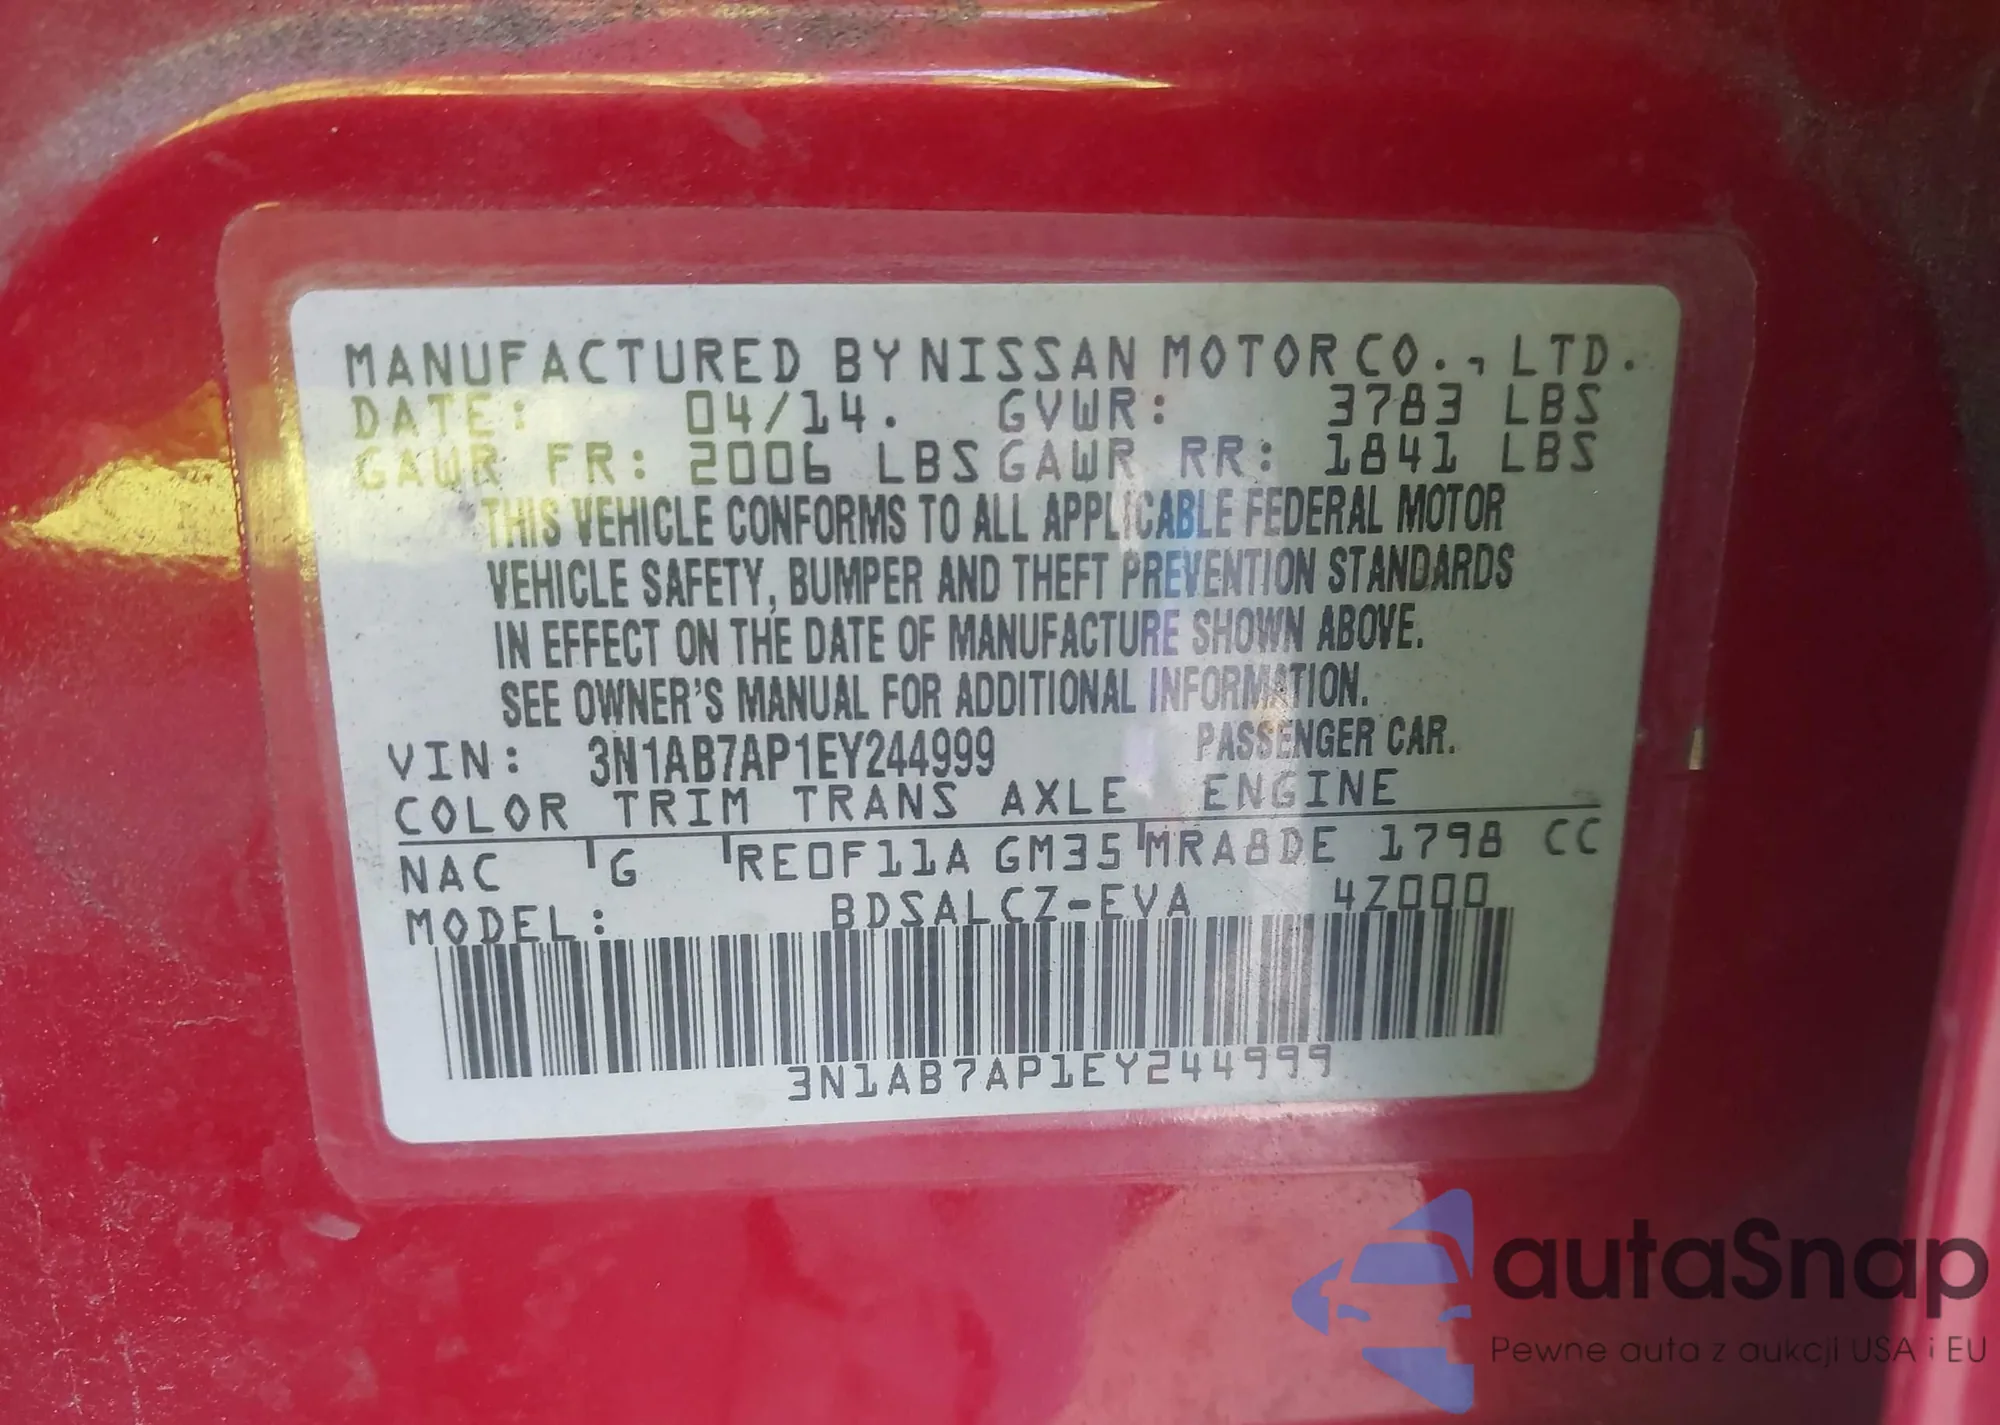 MANUFACTURED BY NISSAN MOTOR CO., LTD.
DATE: 04/14. GVWR: 3783 LBS
GAWR FR: 2006 LBS GAWR RR: 1841 LBS
THIS VEHICLE CONFORMS TO ALL APPLICABLE FEDERAL MOTOR
VEHICLE SAFETY, BUMPER AND THEFT PREVENTION STANDARDS
IN EFFECT ON THE DATE OF MANUFACTURE SHOWN ABOVE.
SEE OWNER'S MANUAL FOR ADDITIONAL INFORMATION.
VIN: 3N1AB7AP1EY244999 PASSENGER CAR.
COLOR TRIM TRANS AXLE ENGINE
NAC G RE0F11A GM35 MRA8DE 1798 CC
MODEL: BDSALCZ-EVA 4Z000
3N1AB7AP1EY244999
autaSnap
Pewne auta z aukcji USA i EU